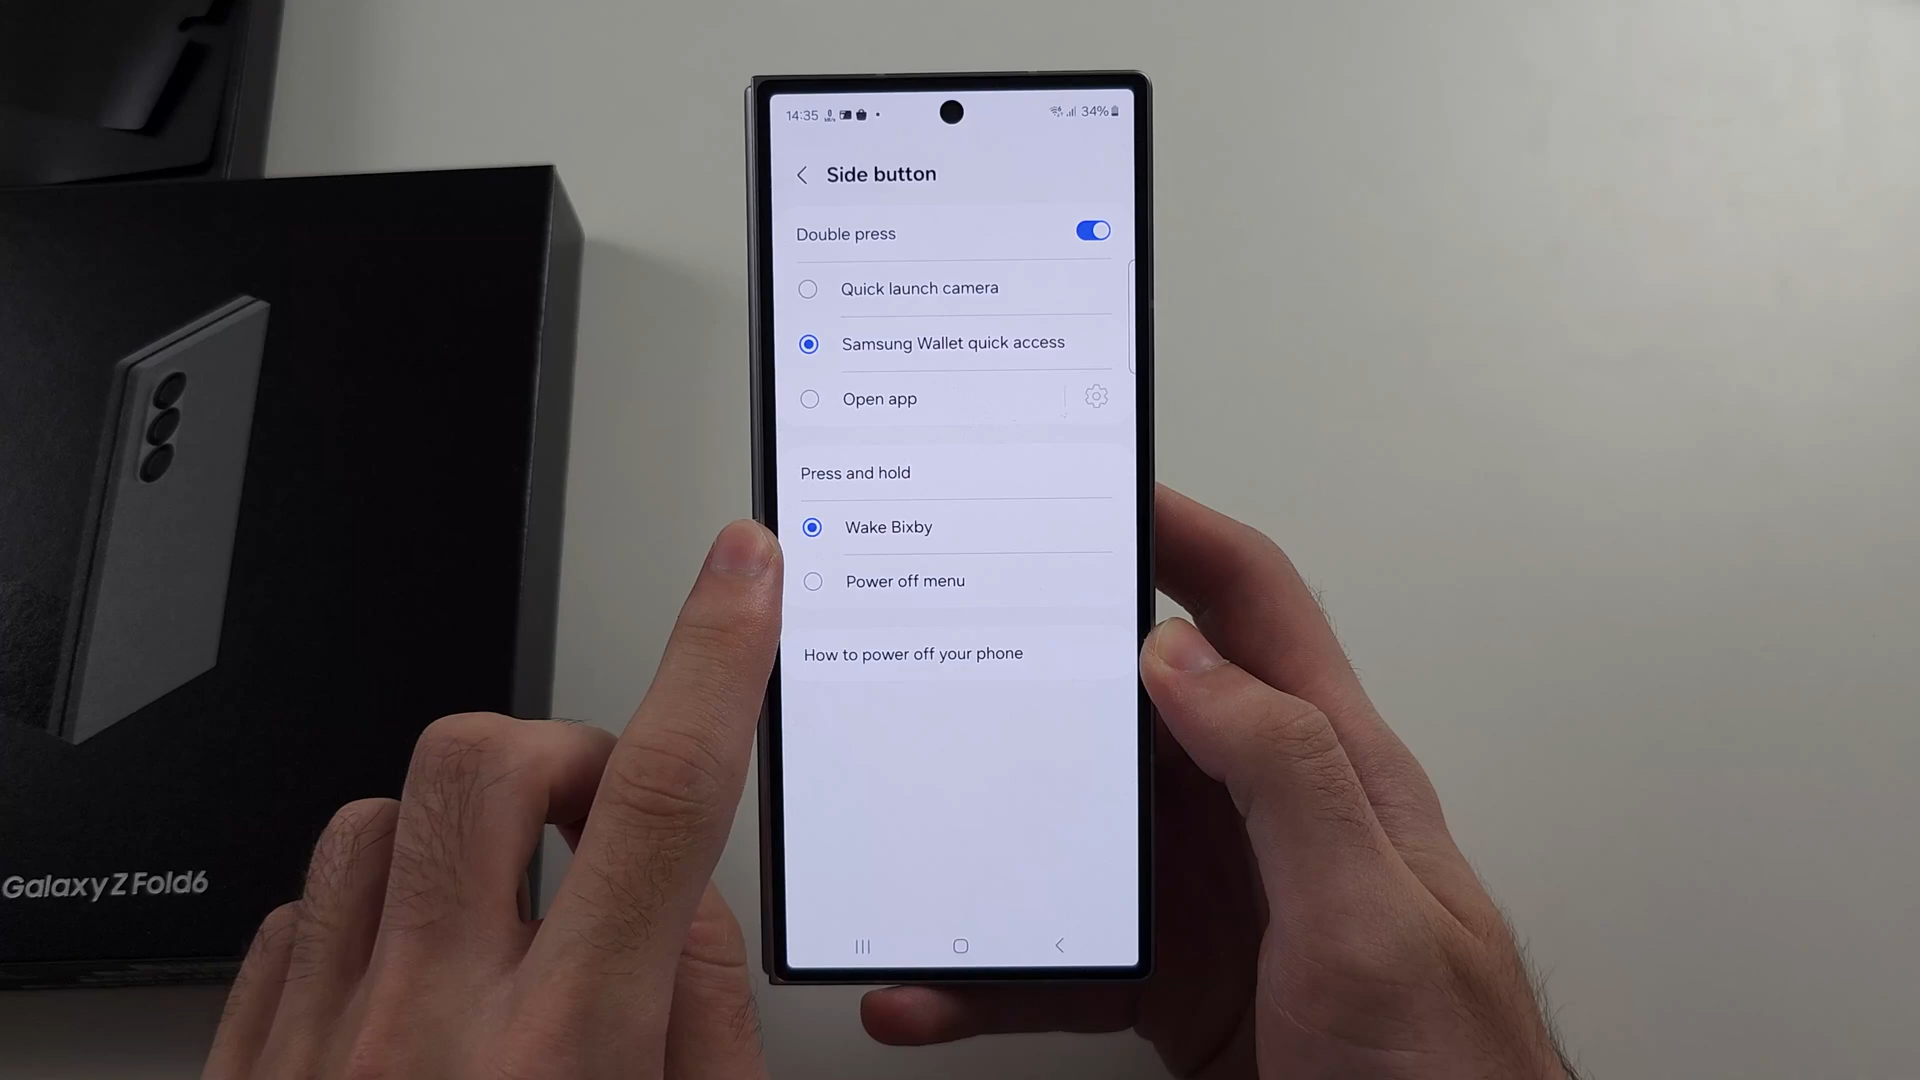 14:35
34%
Side button
Double press
Quick launch camera
Samsung Wallet quick access
Open app
Press and hold
Wake Bixby
Power off menu
How to power off your phone
Galaxy Z Fold6